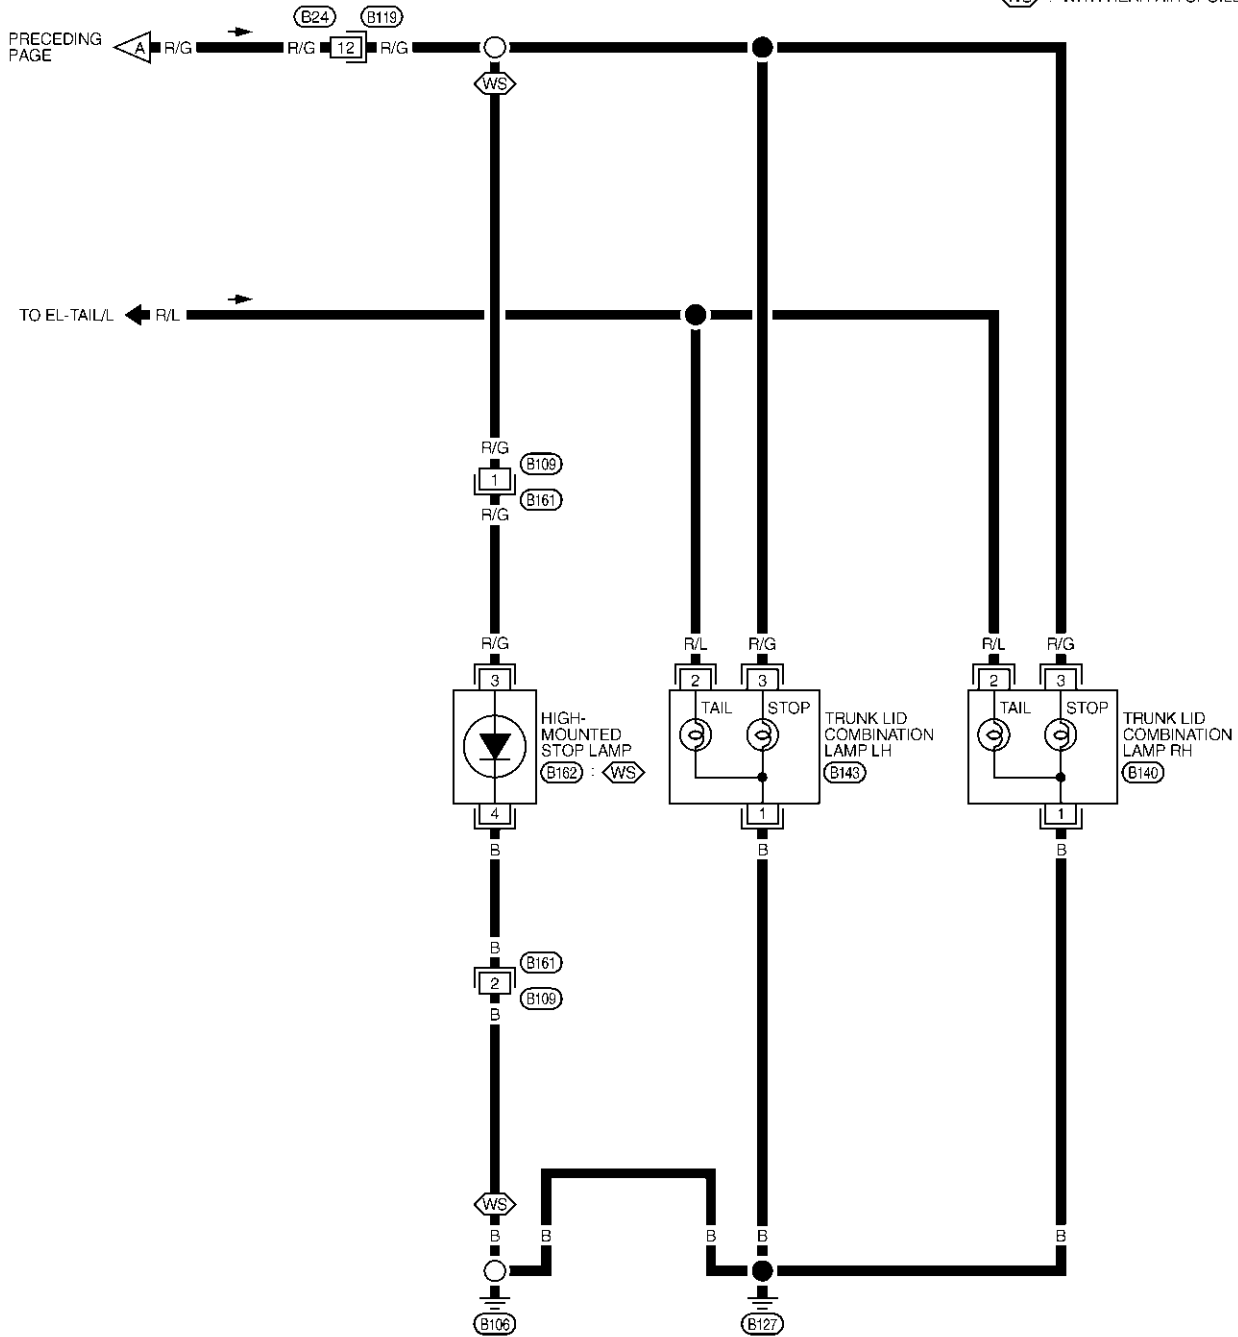 B24
B119
PRECEDING
PAGE
A
R/G
R/G
12
R/G
WS
TO EL-TAIL/L
R/L
R/G
1
B109
B161
R/G
R/G
R/L
R/G
R/L
R/G
3
2
3
2
3
HIGH-
MOUNTED
STOP LAMP
B162 : WS
TAIL
STOP
TRUNK LID
COMBINATION
LAMP LH
B143
TAIL
STOP
TRUNK LID
COMBINATION
LAMP RH
B140
4
1
1
B
B
B
B
B161
2
B109
B
WS
B
B
B
B
B
B106
B127